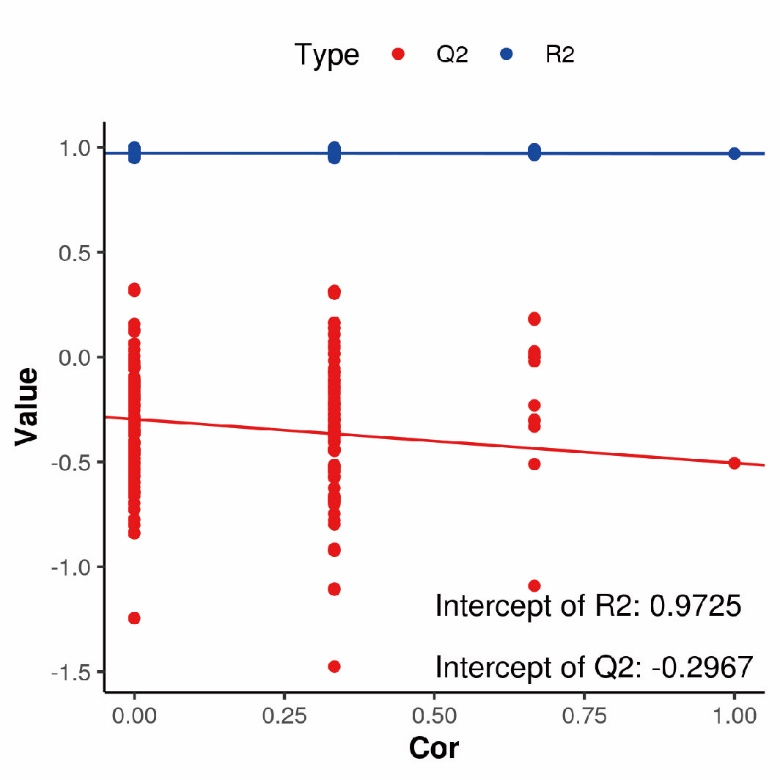 Type Q2 R2
1.0
0.5
0.0
-0.5
-1.0
-1.5
Value
Intercept of R2: 0.9725
Intercept of Q2: -0.2967
0.00 0.25 0.50 0.75 1.00
Cor